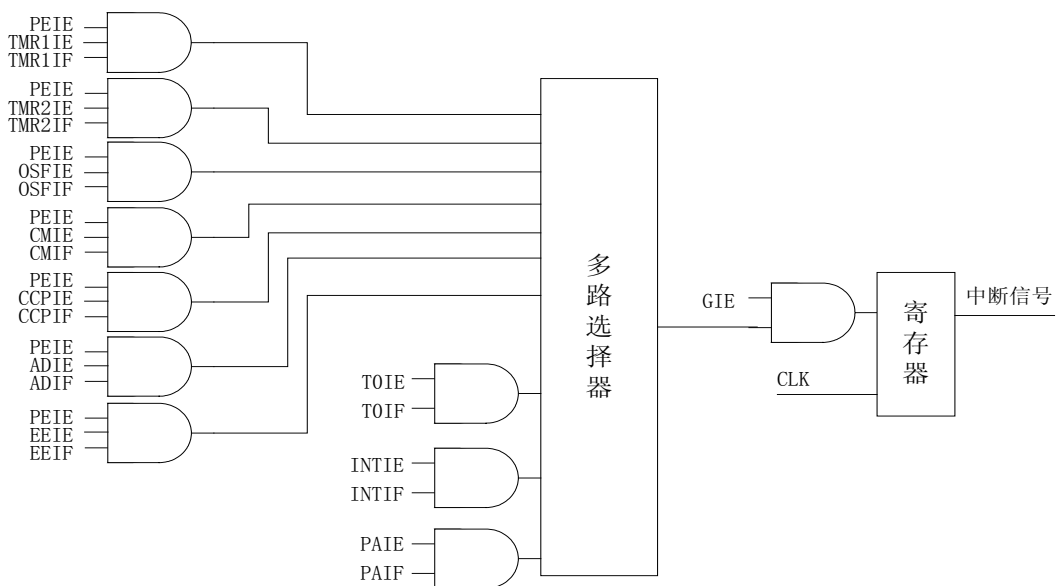 PEIE
TMR1IE
TMR1IF
PEIE
TMR2IE
TMR2IF
PEIE
OSFIE
OSFIF
PEIE
CMIE
CMIF
PEIE
CCPIE
CCPIF
PEIE
ADIE
ADIF
PEIE
EEIE
EEIF
TOIE
TOIF
INTIE
INTIF
PAIE
PAIF
多路选择器
GIE
CLK
寄存器
中断信号